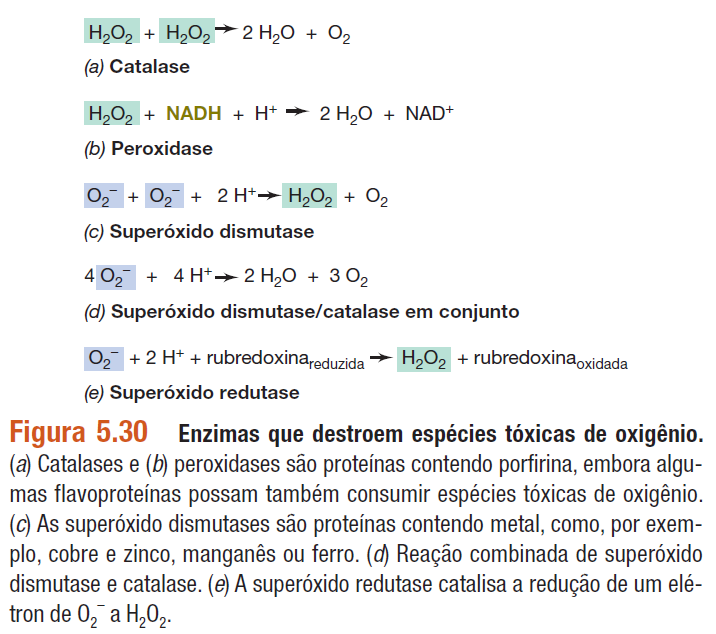 H₂O₂ + H₂O₂ → 2 H₂O + O₂
(a) Catalase
H₂O₂ + NADH + H⁺ → 2 H₂O + NAD⁺
(b) Peroxidase
O₂⁻ + O₂⁻ + 2 H⁺ → H₂O₂ + O₂
(c) Superóxido dismutase
4 O₂⁻ + 4 H⁺ → 2 H₂O + 3 O₂
(d) Superóxido dismutase/catalase em conjunto
O₂⁻ + 2 H⁺ + rubredoxina reduzida → H₂O₂ + rubredoxina oxidada
(e) Superóxido redutase
Figura 5.30 Enzimas que destroem espécies tóxicas de oxigênio.
(a) Catalases e (b) peroxidases são proteínas contendo porfirina, embora algu-
mas flavoproteínas possam também consumir espécies tóxicas de oxigênio.
(c) As superóxido dismutases são proteínas contendo metal, como, por exem-
plo, cobre e zinco, manganês ou ferro. (d) Reação combinada de superóxido
dismutase e catalase. (e) A superóxido redutase catalisa a redução de um elé-
tron de O₂⁻ a H₂O₂.